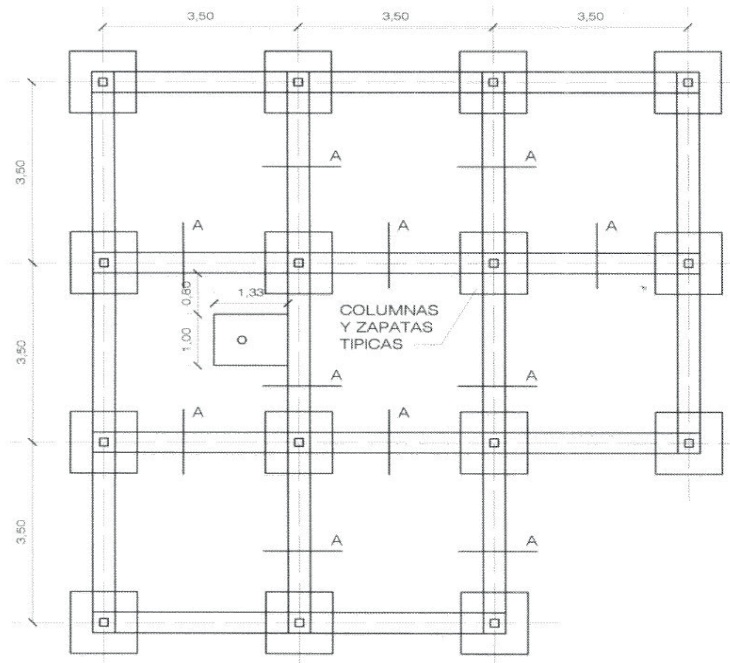 3,50 3,50 3,50
A A
3,50
A A A
0,80
1,33
COLUMNAS
Y ZAPATAS
TIPICAS
1.00
3,50
A A
A A
A A
3,50